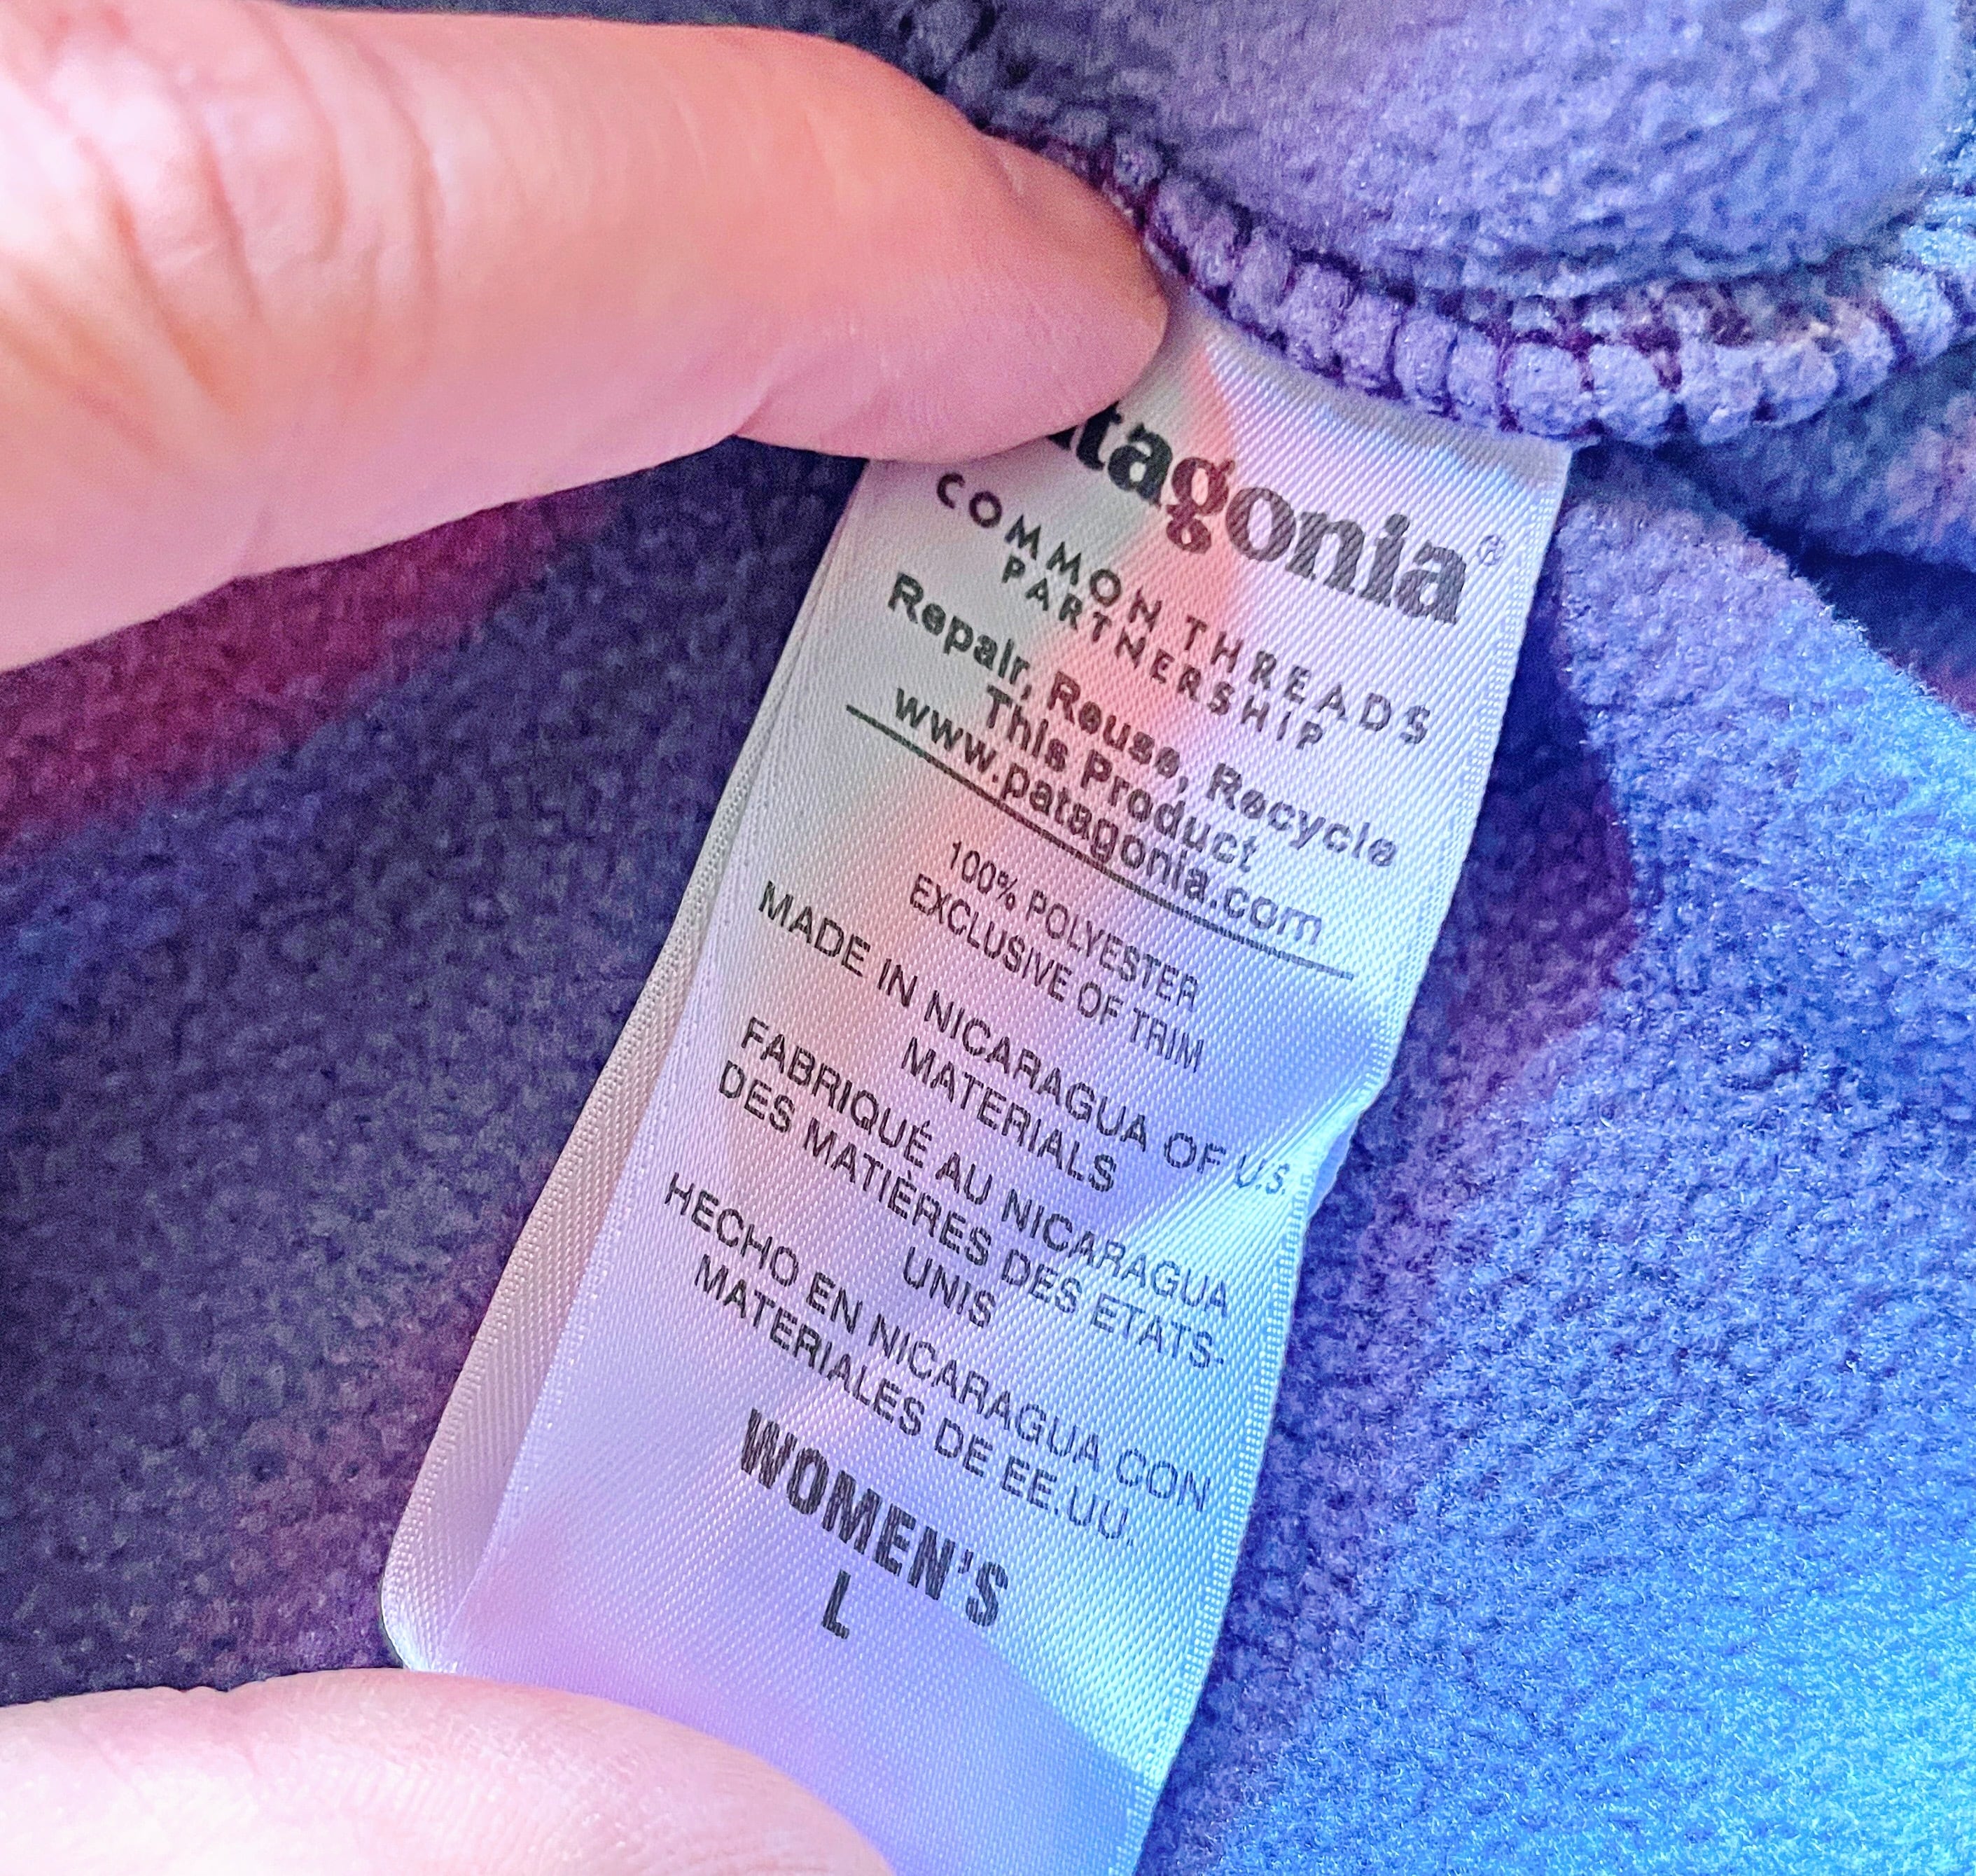 patagonia®
COMMON THREADS
PARTNERSHIP
Repair, Reuse, Recycle
This Product
www.patagonia.com
100% POLYESTER
EXCLUSIVE OF TRIM
MADE IN NICARAGUA OF U.S.
MATERIALS
FABRIQUÉ AU NICARAGUA
DES MATIÈRES DES ETATS-
UNIS
HECHO EN NICARAGUA CON
MATERIALES DE EE.UU.
WOMEN'S
L